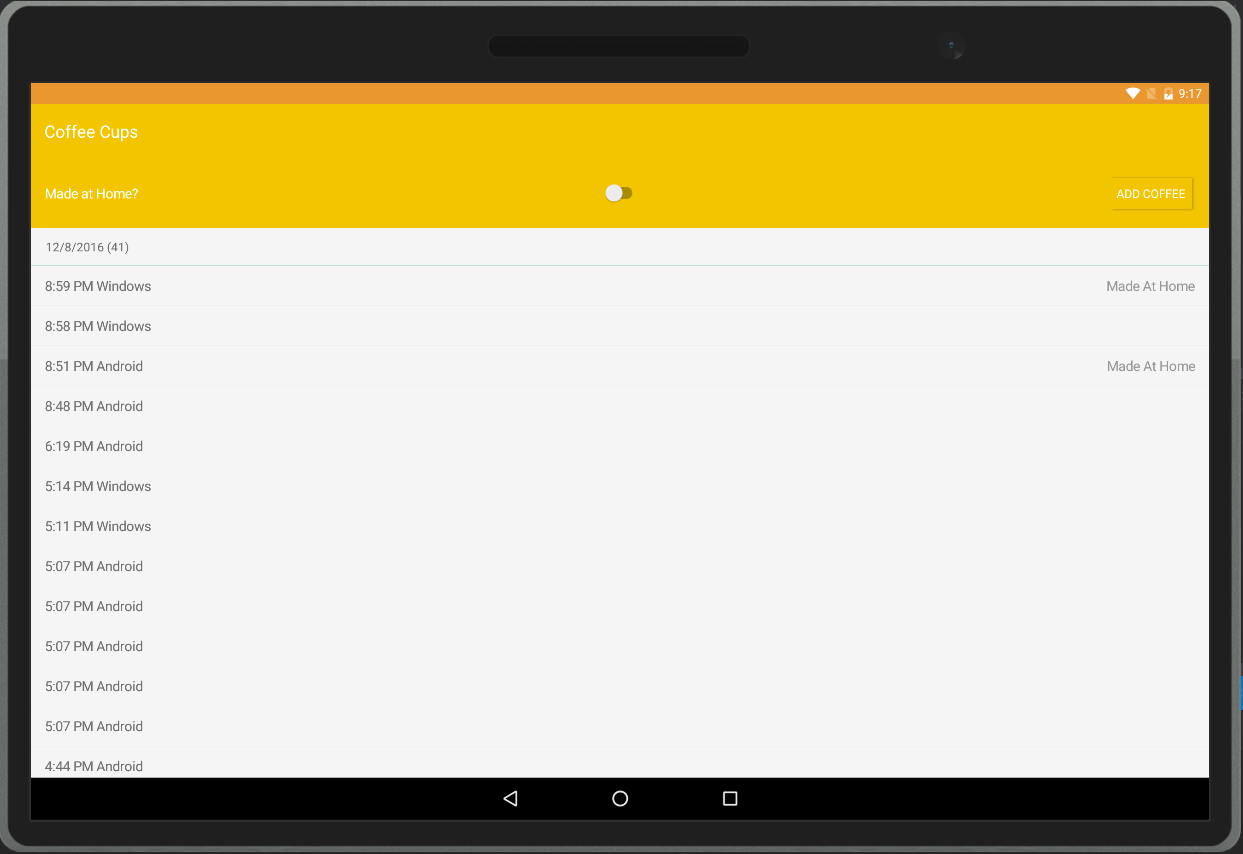 9:17
Coffee Cups
Made at Home?
ADD COFFEE
12/8/2016 (41)
8:59 PM Windows Made At Home
8:58 PM Windows
8:51 PM Android Made At Home
8:48 PM Android
6:19 PM Android
5:14 PM Windows
5:11 PM Windows
5:07 PM Android
5:07 PM Android
5:07 PM Android
5:07 PM Android
5:07 PM Android
4:44 PM Android